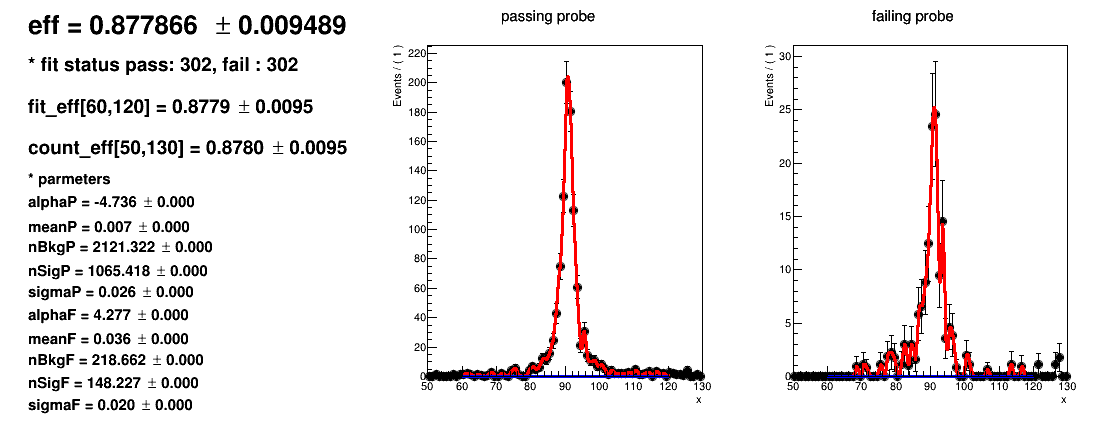 eff = 0.877866 ± 0.009489
* fit status pass: 302, fail : 302
fit_eff[60,120] = 0.8779 ± 0.0095
count_eff[50,130] = 0.8780 ± 0.0095
* parmeters
alphaP = -4.736 ± 0.000
meanP = 0.007 ± 0.000
nBkgP = 2121.322 ± 0.000
nSigP = 1065.418 ± 0.000
sigmaP = 0.026 ± 0.000
alphaF = 4.277 ± 0.000
meanF = 0.036 ± 0.000
nBkgF = 218.662 ± 0.000
nSigF = 148.227 ± 0.000
sigmaF = 0.020 ± 0.000
passing probe
Events / ( 1 )
220
200
180
160
140
120
100
80
60
40
20
0
50 60 70 80 90 100 110 120 130
x
failing probe
Events / ( 1 )
30
25
20
15
10
5
0
50 60 70 80 90 100 110 120 130
x